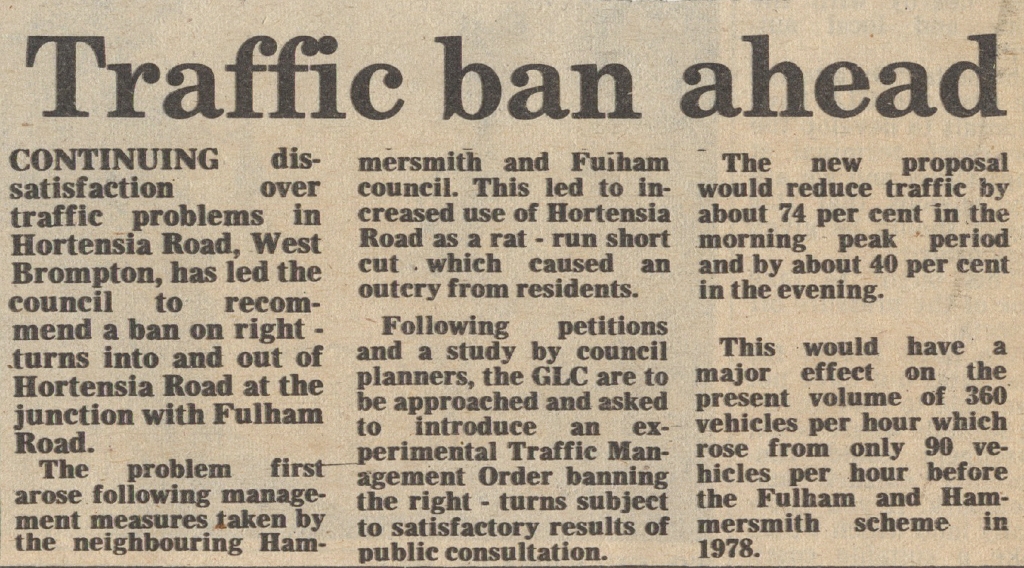 Traffic ban ahead
CONTINUING dis-
satisfaction over
traffic problems in
Hortensia Road, West
Brompton, has led the
council to recom-
mend a ban on right -
turns into and out of
Hortensia Road at the
junction with Fulham
Road.
The problem first
arose following manage-
ment measures taken by
the neighbouring Ham-
mersmith and Fulham
council. This led to in-
creased use of Hortensia
Road as a rat - run short
cut which caused an
outcry from residents.
Following petitions
and a study by council
planners, the GLC are to
be approached and asked
to introduce an ex-
perimental Traffic Man-
agement Order banning
the right - turns subject
to satisfactory results of
public consultation.
The new proposal
would reduce traffic by
about 74 per cent in the
morning peak period
and by about 40 per cent
in the evening.
This would have a
major effect on the
present volume of 360
vehicles per hour which
rose from only 90 ve-
hicles per hour before
the Fulham and Ham-
mersmith scheme in
1978.